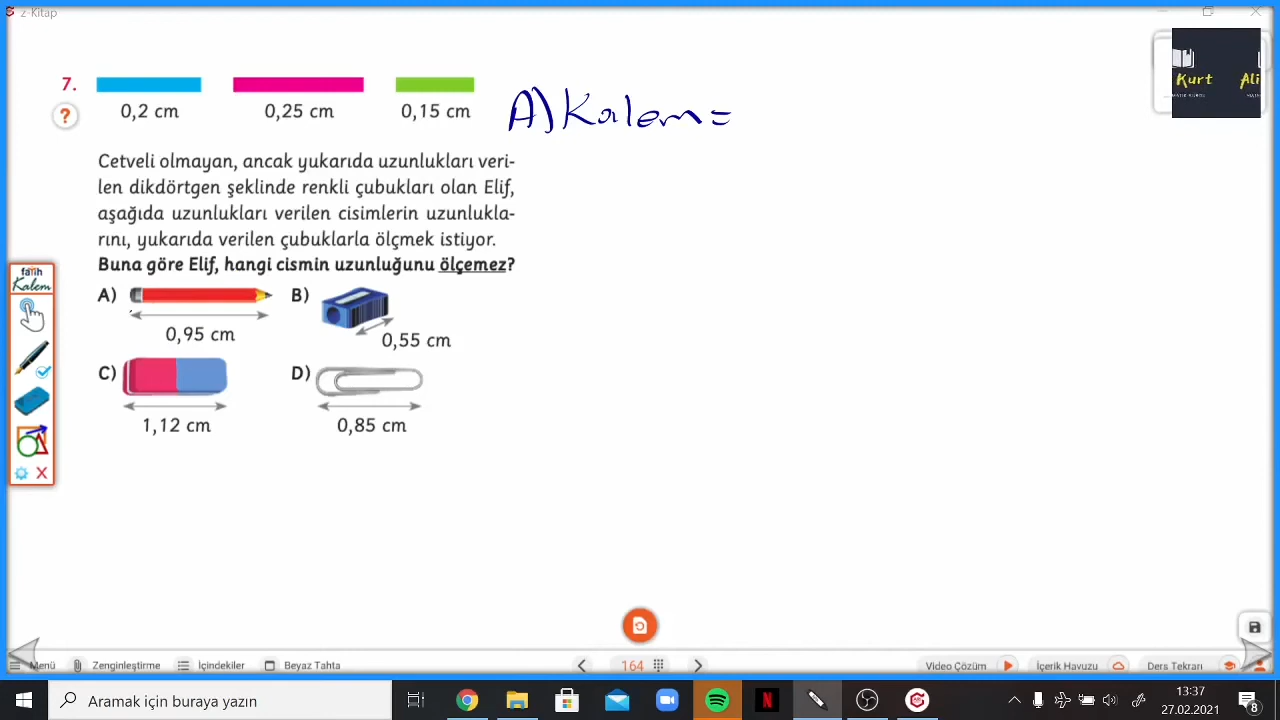 z-Kitap
Kurt Ali
7.
?
0,2 cm 0,25 cm 0,15 cm
A) Kalem =
Cetveli olmayan, ancak yukarıda uzunlukları veri-
len dikdörtgen şeklinde renkli çubukları olan Elif,
aşağıda uzunlukları verilen cisimlerin uzunlukla-
rını, yukarıda verilen çubuklarla ölçmek istiyor.
Buna göre Elif, hangi cismin uzunluğunu ölçemez?
fatih
Kalem
A) B)
0,95 cm 0,55 cm
C) D)
1,12 cm 0,85 cm
Menü Zenginleştirme İçindekiler Beyaz Tahta 164 Video Çözüm İçerik Havuzu Ders Tekrarı
Aramak için buraya yazın
13:37
27.02.2021
8